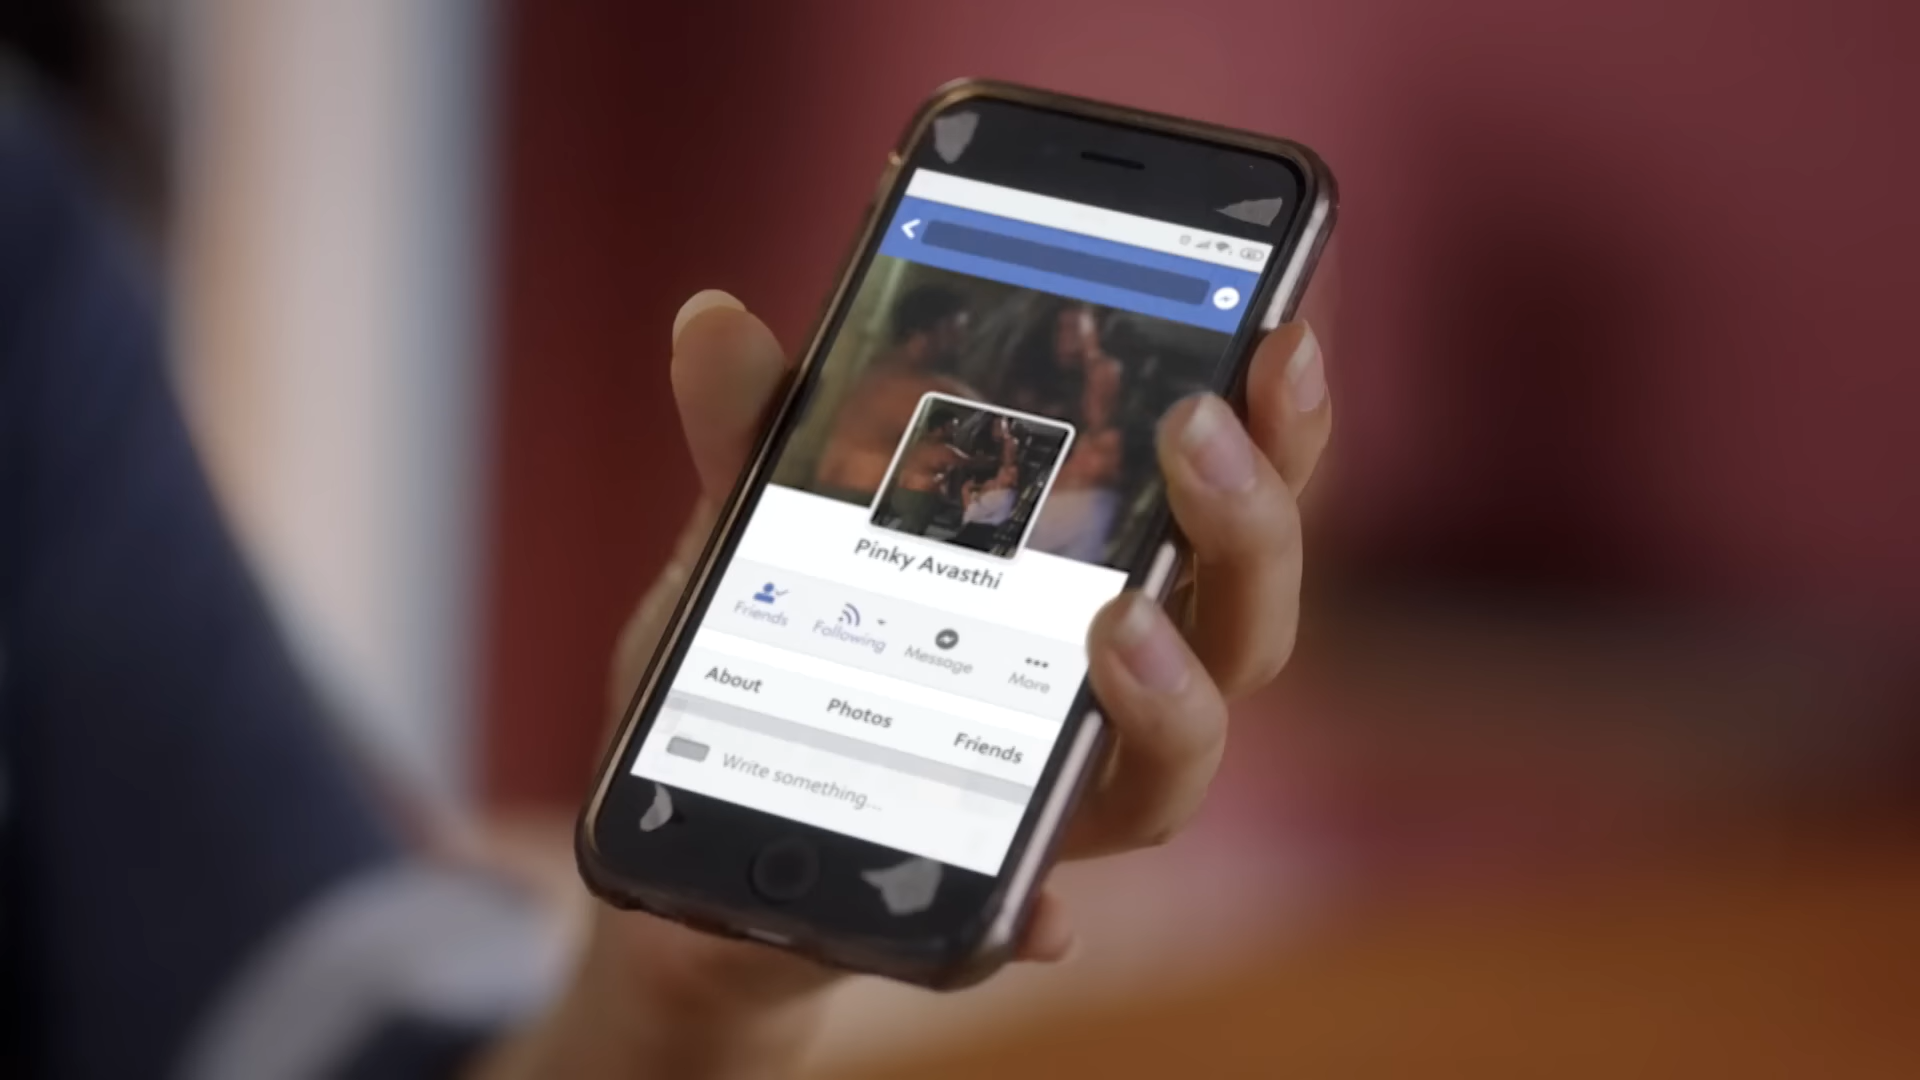 Pinky Avasthi
Friends
Following
Message
More
About
Photos
Friends
Write something...